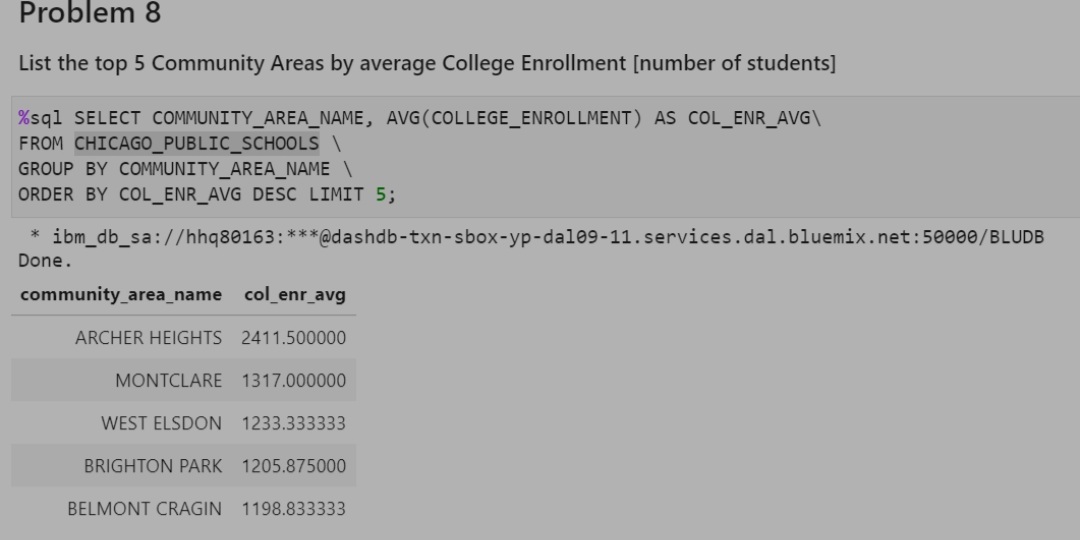 Problem 8
List the top 5 Community Areas by average College Enrollment [number of students]
%sql SELECT COMMUNITY_AREA_NAME, AVG(COLLEGE_ENROLLMENT) AS COL_ENR_AVG\
FROM CHICAGO_PUBLIC_SCHOOLS \
GROUP BY COMMUNITY_AREA_NAME \
ORDER BY COL_ENR_AVG DESC LIMIT 5;
* ibm_db_sa://hhq80163:***@dashdb-txn-sbox-yp-dal09-11.services.dal.bluemix.net:50000/BLUDB
Done.
community_area_name col_enr_avg
ARCHER HEIGHTS 2411.500000
MONTCLARE 1317.000000
WEST ELSDON 1233.333333
BRIGHTON PARK 1205.875000
BELMONT CRAGIN 1198.833333